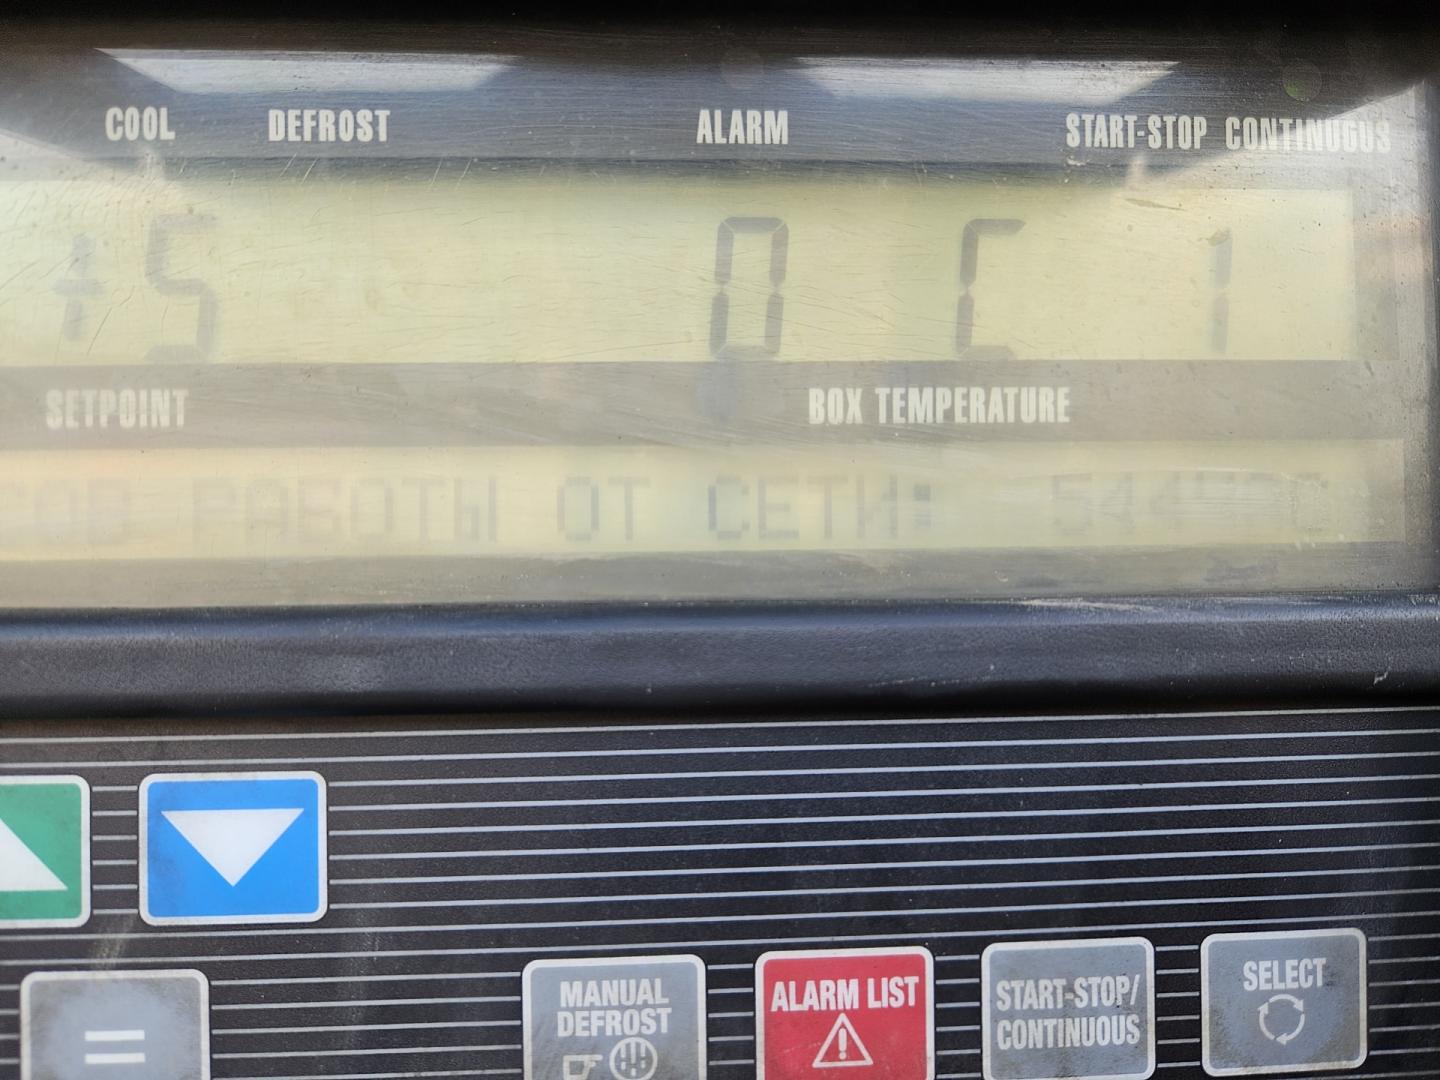 COOL DEFROST ALARM START-STOP CONTINUOUS
+5 0
SETPOINT BOX TEMPERATURE
РАБОТЫ ОТ СЕТИ:
MANUAL DEFROST
ALARM LIST
START-STOP/
CONTINUOUS
SELECT
=